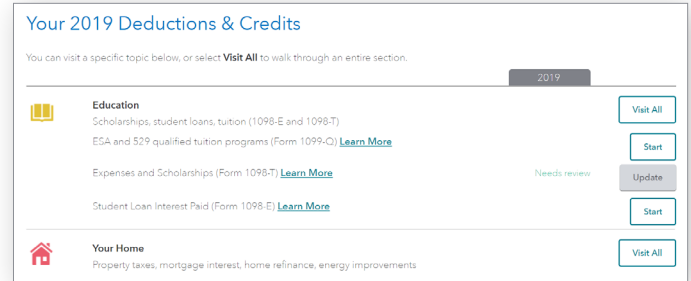 Your 2019 Deductions & Credits
You can visit a specific topic below, or select Visit All to walk through an entire section.
2019
Education
Visit All
Scholarships, student loans, tuition (1098-E and 1098-T)
ESA and 529 qualified tuition programs (Form 1099-Q) Learn More
Start
Expenses and Scholarships (Form 1098-T) Learn More
Needs review
Update
Student Loan Interest Paid (Form 1098-E) Learn More
Start
Your Home
Visit All
Property taxes, mortgage interest, home refinance, energy improvements